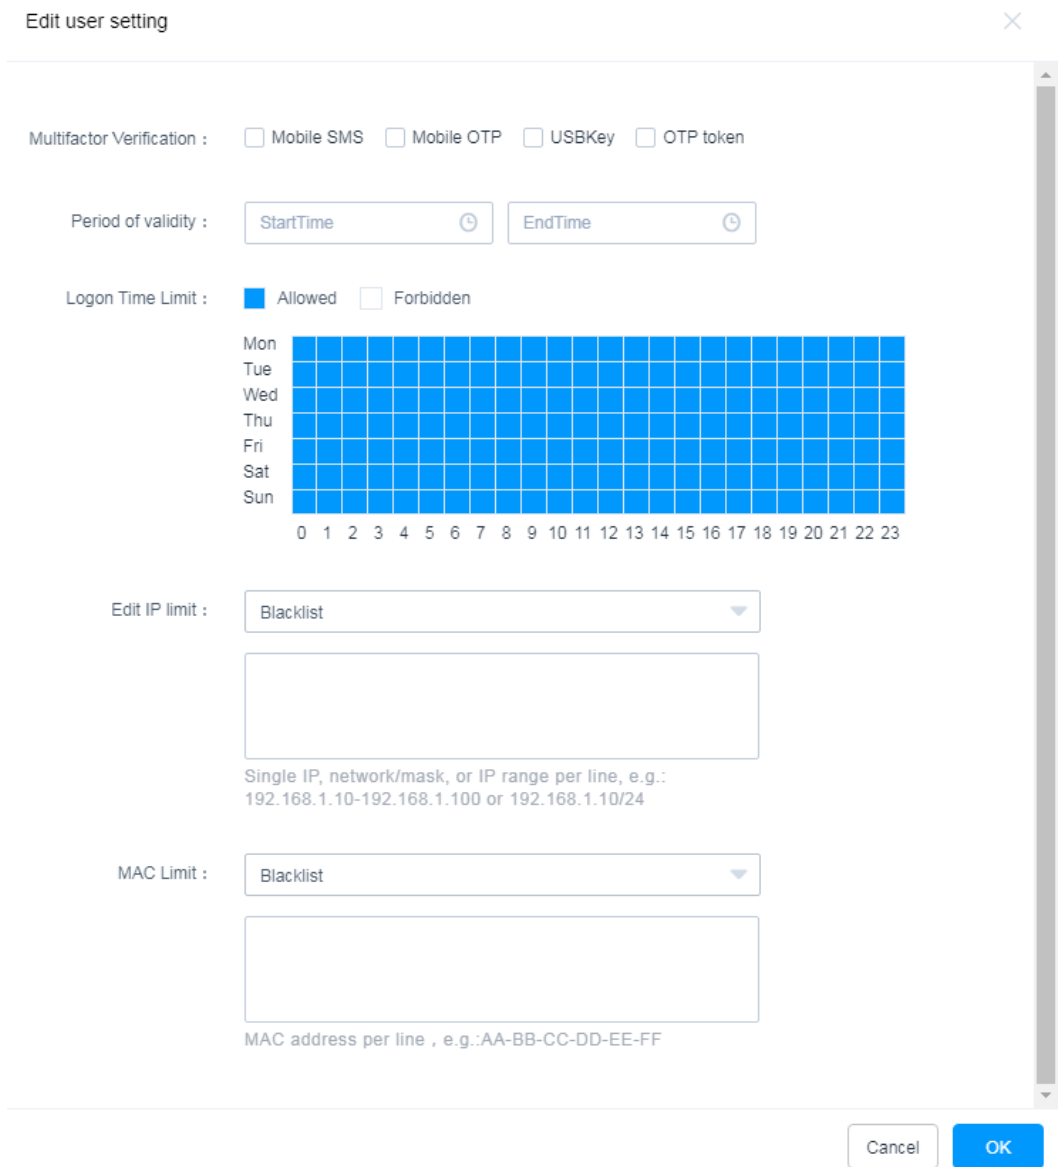 Edit user setting
Multifactor Verification : Mobile SMS Mobile OTP USBKey OTP token
Period of validity : StartTime EndTime
Logon Time Limit : Allowed Forbidden
Mon
Tue
Wed
Thu
Fri
Sat
Sun
0 1 2 3 4 5 6 7 8 9 10 11 12 13 14 15 16 17 18 19 20 21 22 23
Edit IP limit : Blacklist
Single IP, network/mask, or IP range per line, e.g.:
192.168.1.10-192.168.1.100 or 192.168.1.10/24
MAC Limit : Blacklist
MAC address per line , e.g.:AA-BB-CC-DD-EE-FF
Cancel OK